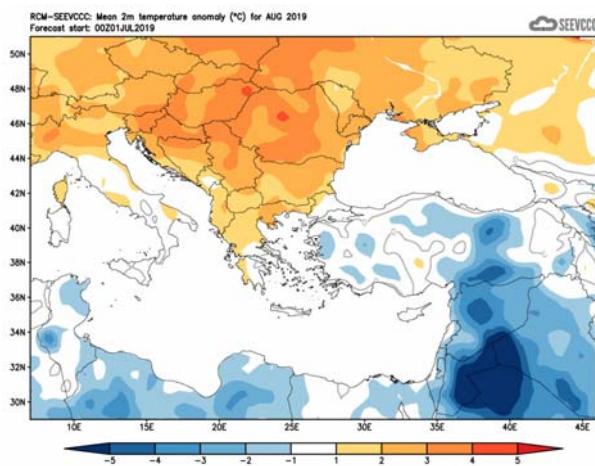 RCM-SEEVCCC: Mean 2m temperature anomaly (°C) for AUG 2019
Forecast start: 00Z01JUL2019
SEEVCCC
50N
48N
46N
44N
42N
40N
38N
36N
34N
32N
30N
10E 15E 20E 25E 30E 35E 40E 45E
-5 -4 -3 -2 -1 1 2 3 4 5